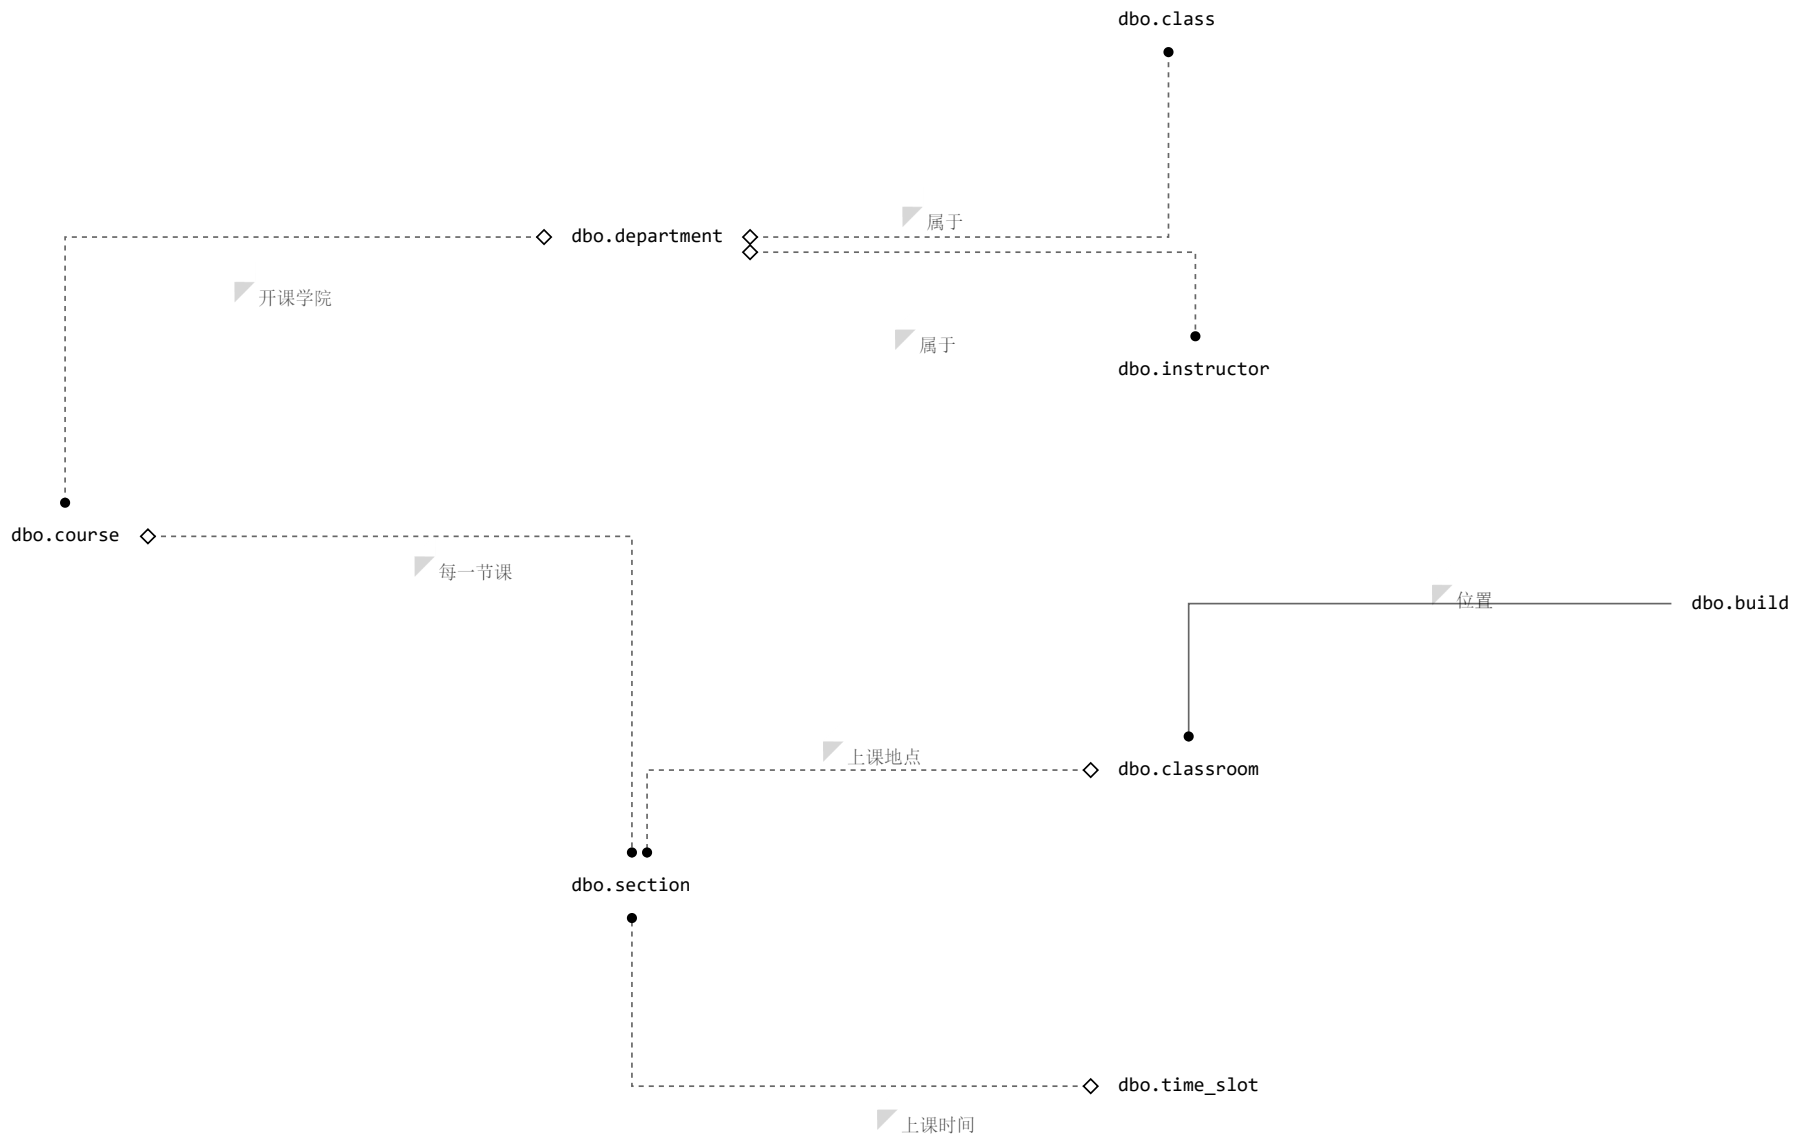 dbo.class
属于
dbo.department
开课学院
属于
dbo.instructor
dbo.course
每一节课
位置
dbo.build
上课地点
dbo.classroom
dbo.section
dbo.time_slot
上课时间